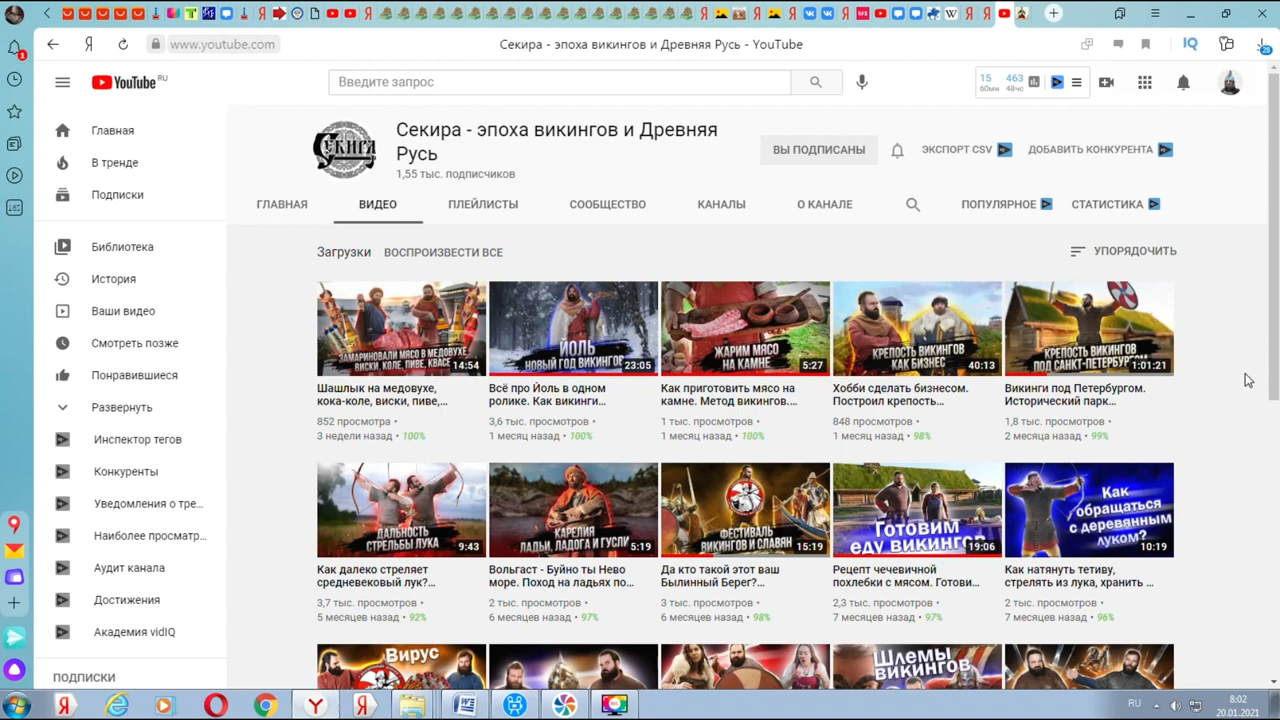 www.youtube.com
Секира - эпоха викингов и Древняя Русь - YouTube
28
1
YouTube RU
Введите запрос
15 463
60мн 48чс
Главная
В тренде
Подписки
Библиотека
История
Ваши видео
Смотреть позже
Понравившиеся
Развернуть
Инспектор тегов
Конкуренты
Уведомления о тре...
Наиболее просматр...
Аудит канала
Достижения
Академия vidIQ
ПОДПИСКИ
Секира
Секира - эпоха викингов и Древняя
Русь
1,55 тыс. подписчиков
ВЫ ПОДПИСАНЫ
ЭКСПОРТ CSV
ДОБАВИТЬ КОНКУРЕНТА
ГЛАВНАЯ ВИДЕО ПЛЕЙЛИСТЫ СООБЩЕСТВО КАНАЛЫ О КАНАЛЕ ПОПУЛЯРНОЕ СТАТИСТИКА
Загрузки ВОСПРОИЗВЕСТИ ВСЕ
УПОРЯДОЧИТЬ
ЗАМАРИНОВАЛИ МЯСО В МЕДОВУХЕ,
ВИСКИ, КОЛЕ, ПИВЕ, КВАСЕ
14:54
Шашлык на медовухе,
кока-коле, виски, пиве,...
852 просмотра •
3 недели назад • 100%
ЙОЛЬ
НОВЫЙ ГОД ВИКИНГОВ
23:05
Всё про Йоль в одном
ролике. Как викинги...
3,6 тыс. просмотров •
1 месяц назад • 100%
ЖАРИМ МЯСО
НА КАМНЕ
5:27
Как приготовить мясо на
камне. Метод викингов....
1 тыс. просмотров •
1 месяц назад • 100%
КРЕПОСТЬ ВИКИНГОВ
КАК БИЗНЕС
40:13
Хобби сделать бизнесом.
Построил крепость...
848 просмотров •
1 месяц назад • 98%
КРЕПОСТЬ ВИКИНГОВ
ПОД САНКТ-ПЕТЕРБУРГОМ
1:01:21
Викинги под Петербургом.
Исторический парк...
1,8 тыс. просмотров •
2 месяца назад • 99%
ДАЛЬНОСТЬ
СТРЕЛЬБЫ ЛУКА
9:43
Как далеко стреляет
средневековый лук?...
3,7 тыс. просмотров •
5 месяцев назад • 92%
КАРЕЛИЯ
ЛАДЬИ, ЛАДОГА И ГУСЛИ
5:19
Вольгаст - Буйно ты Нево
море. Поход на ладьях по...
2 тыс. просмотров •
6 месяцев назад • 97%
ФЕСТИВАЛЬ
ВИКИНГОВ И СЛАВЯН
15:19
Да кто такой этот ваш
Былинный Берег?...
3 тыс. просмотров •
6 месяцев назад • 98%
Готовим
еду викингов
19:06
Рецепт чечевичной
похлебки с мясом. Готови...
2,3 тыс. просмотров •
7 месяцев назад • 97%
Как
обращаться
с деревянным
луком?
10:19
Как натянуть тетиву,
стрелять из лука, хранить ...
2 тыс. просмотров •
7 месяцев назад • 96%
Вирус
Шлемы
викингов
RU
8:02
20.01.2021